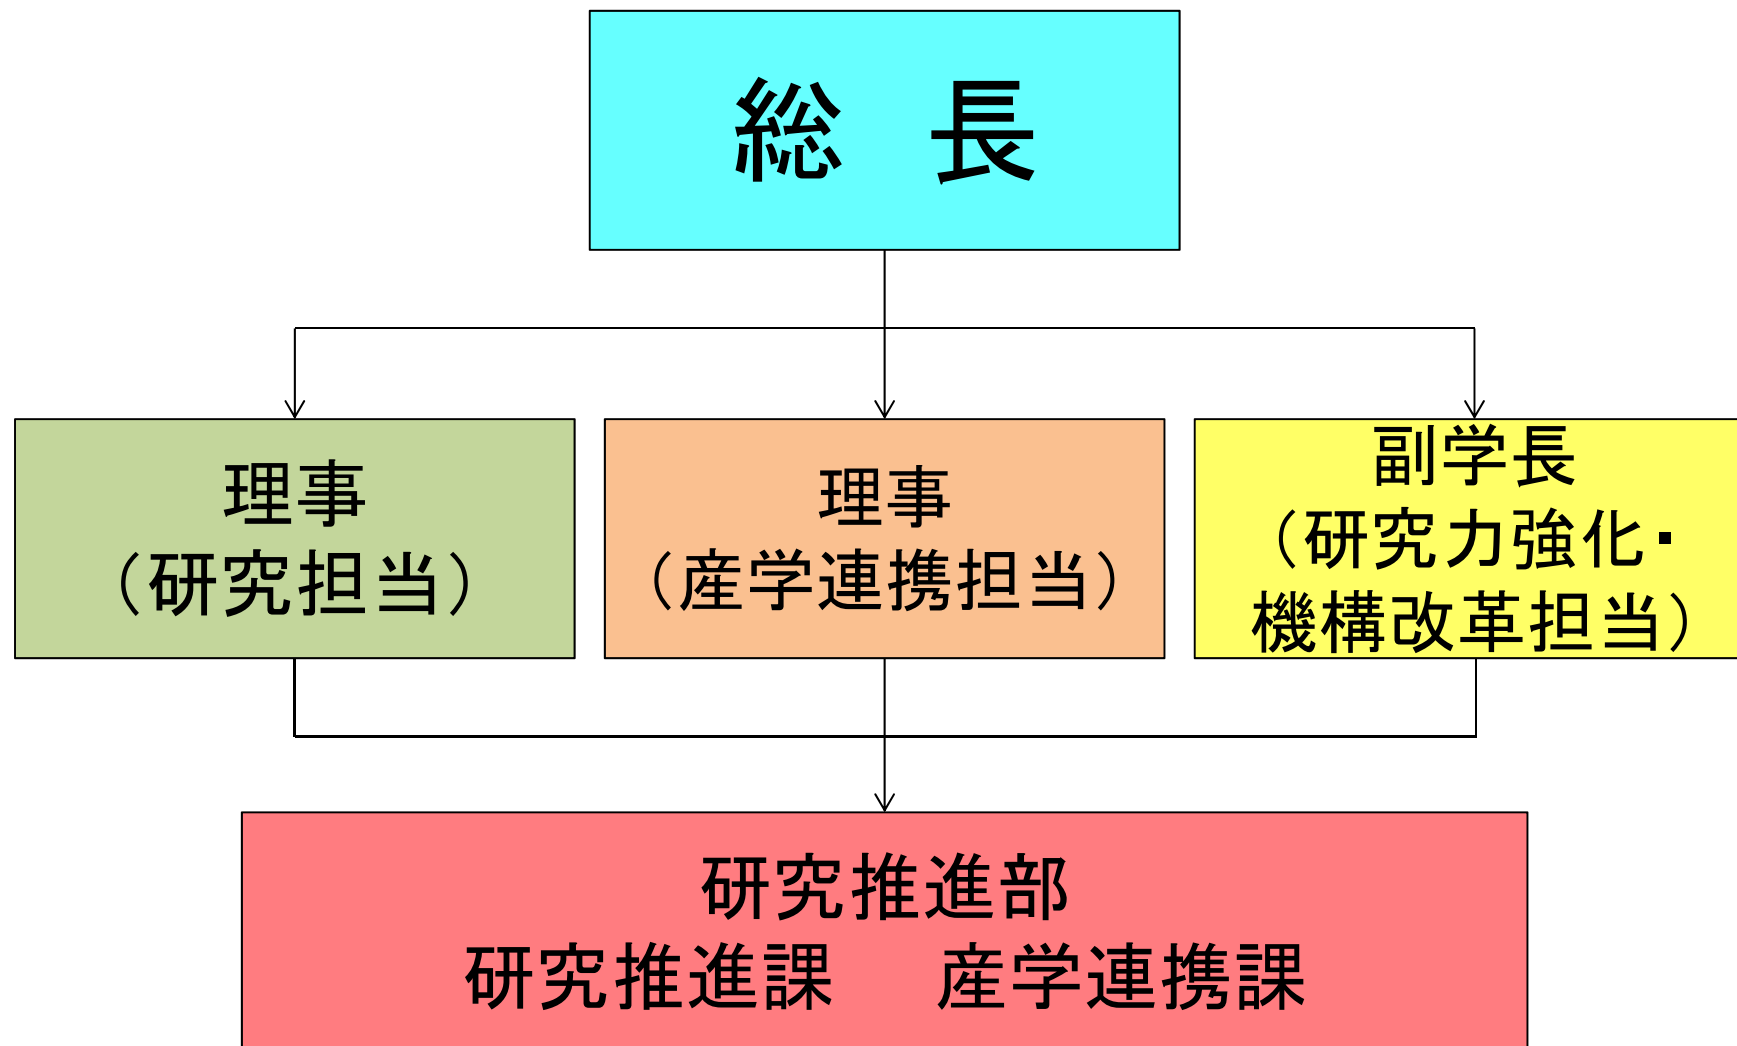 総　長
理事
（研究担当）
理事
（産学連携担当）
副学長
（研究力強化・
機構改革担当）
研究推進部
研究推進課　産学連携課